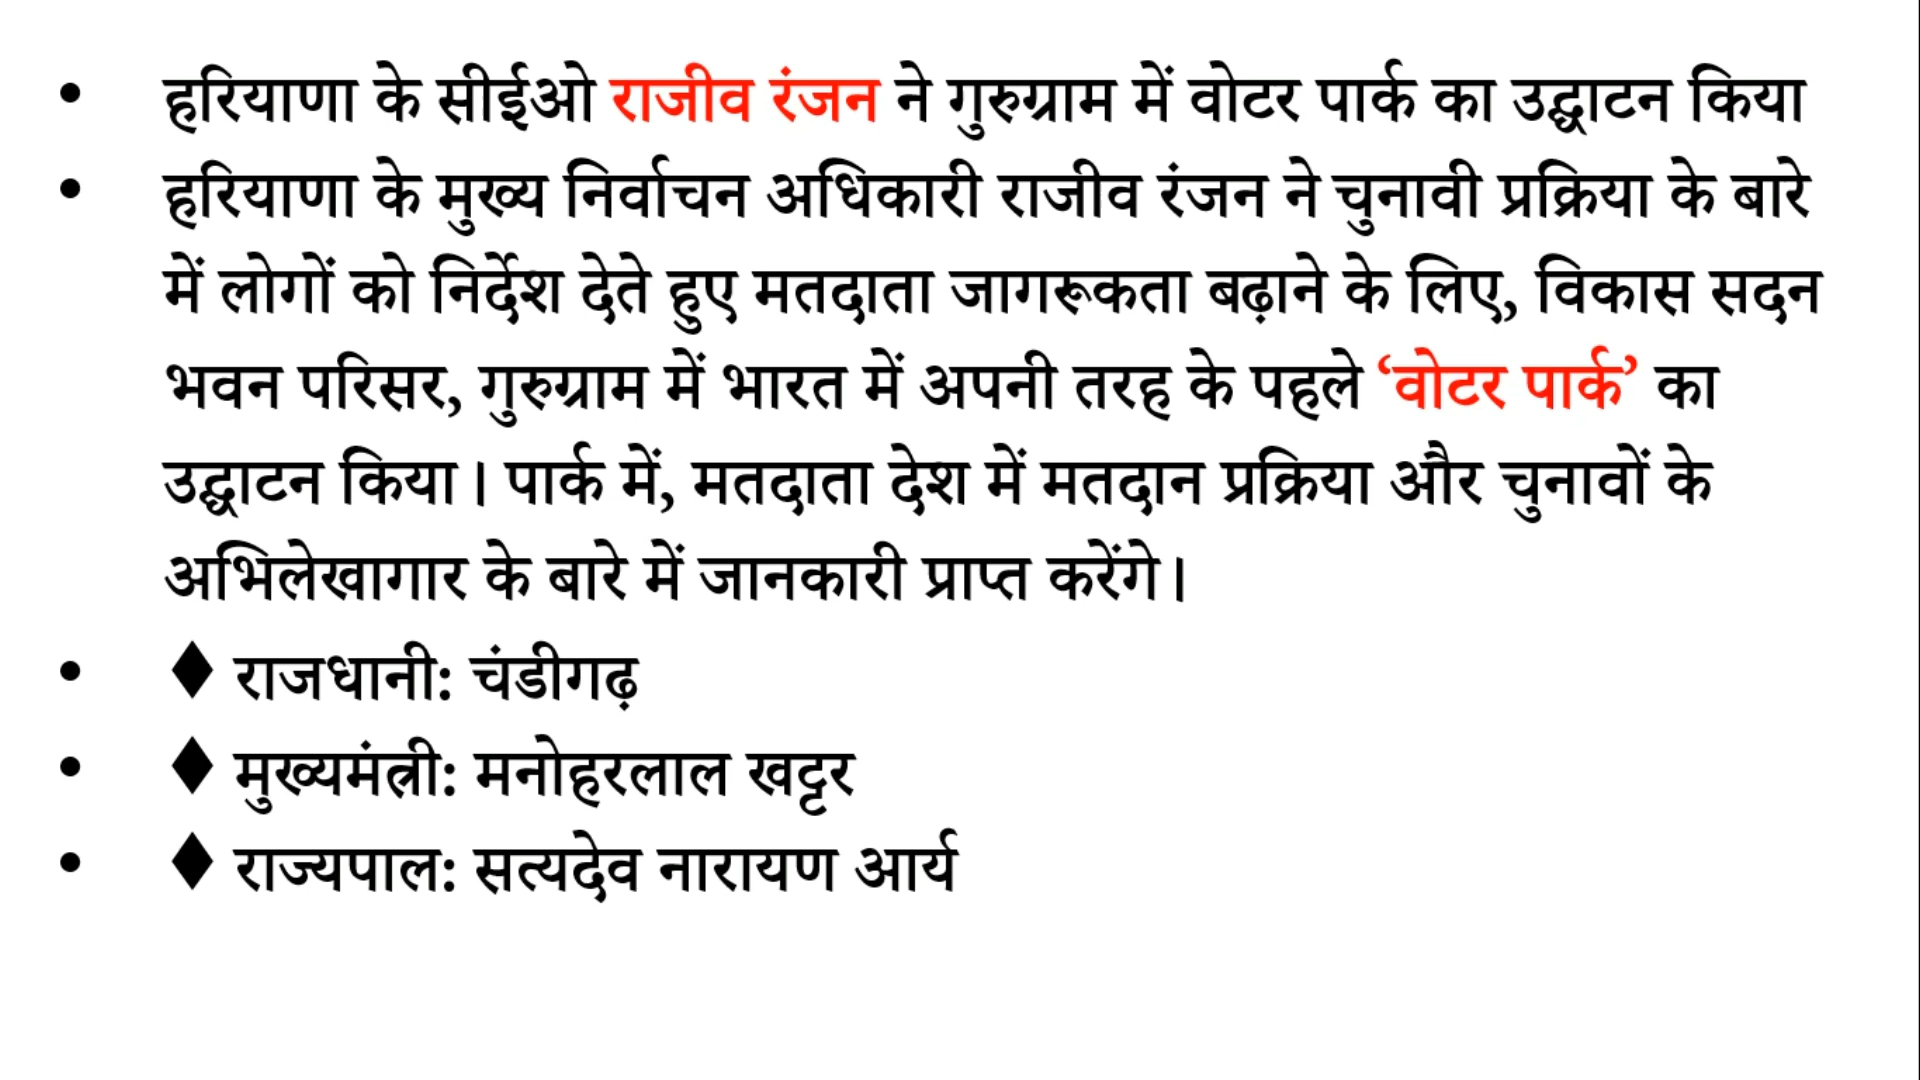 • हरियाणा के सीईओ राजीव रंजन ने गुरुग्राम में वोटर पार्क का उद्घाटन किया
• हरियाणा के मुख्य निर्वाचन अधिकारी राजीव रंजन ने चुनावी प्रक्रिया के बारे
में लोगों को निर्देश देते हुए मतदाता जागरूकता बढ़ाने के लिए, विकास सदन
भवन परिसर, गुरुग्राम में भारत में अपनी तरह के पहले ‘वोटर पार्क’ का
उद्घाटन किया। पार्क में, मतदाता देश में मतदान प्रक्रिया और चुनावों के
अभिलेखागार के बारे में जानकारी प्राप्त करेंगे।
• ♦ राजधानी: चंडीगढ़
• ♦ मुख्यमंत्री: मनोहरलाल खट्टर
• ♦ राज्यपाल: सत्यदेव नारायण आर्य